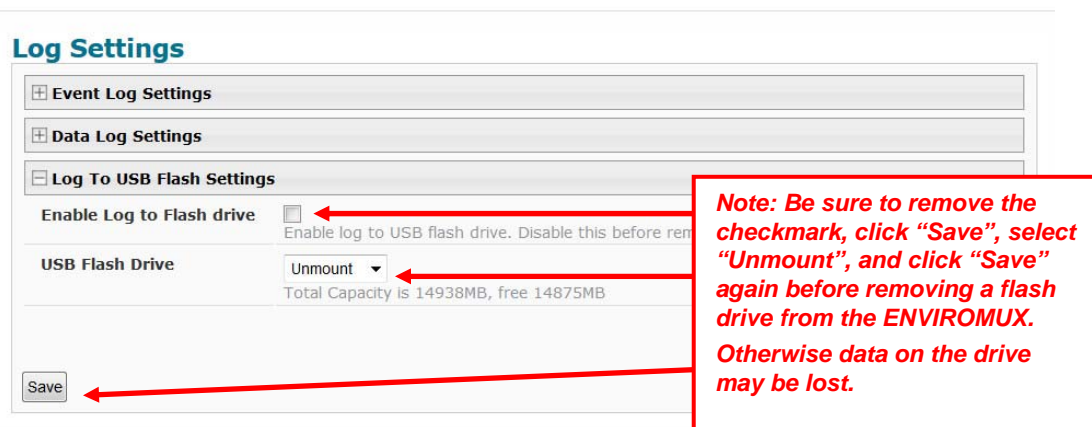 Log Settings
Event Log Settings
Data Log Settings
Log To USB Flash Settings
Enable Log to Flash drive
Enable log to USB flash drive. Disable this before
USB Flash Drive
Unmount
Total Capacity is 14938MB, free 14875MB
Save
Note: Be sure to remove the
checkmark, click “Save”, select
“Unmount”, and click “Save”
again before removing a flash
drive from the ENVIROMUX.
Otherwise data on the drive
may be lost.